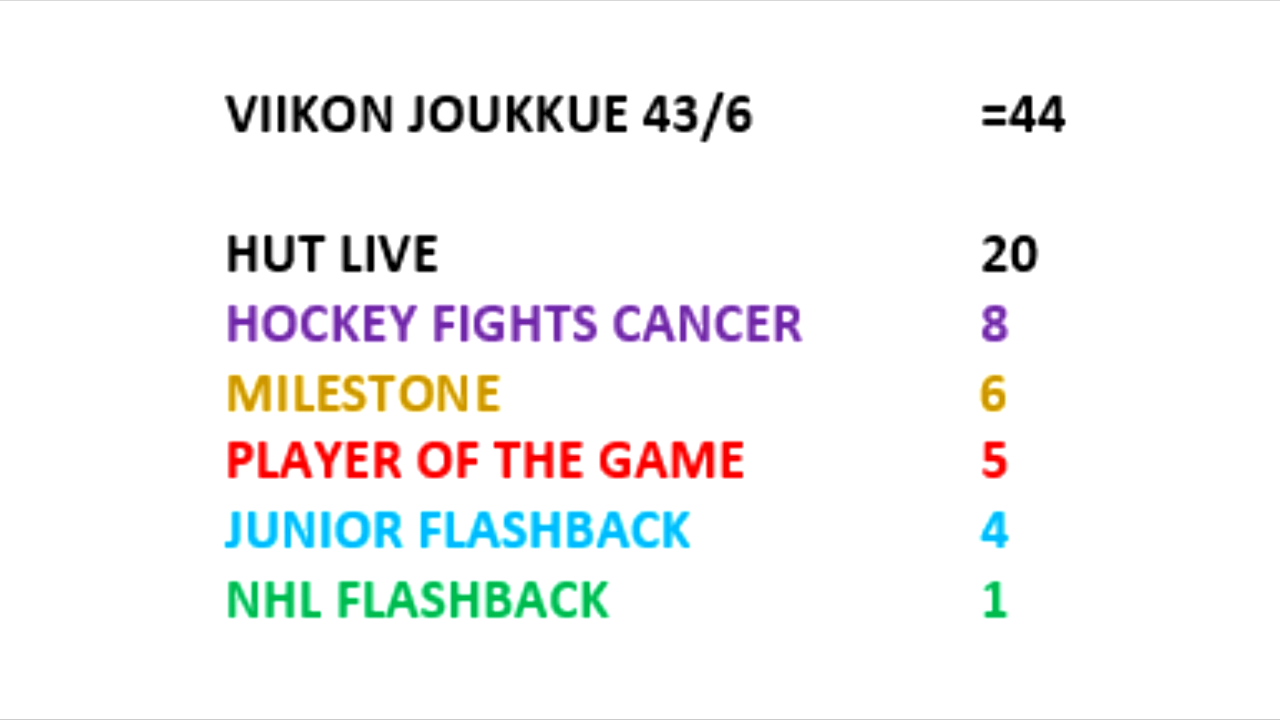 VIIKON JOUKKUE 43/6 =44
HUT LIVE 20
HOCKEY FIGHTS CANCER 8
MILESTONE 6
PLAYER OF THE GAME 5
JUNIOR FLASHBACK 4
NHL FLASHBACK 1